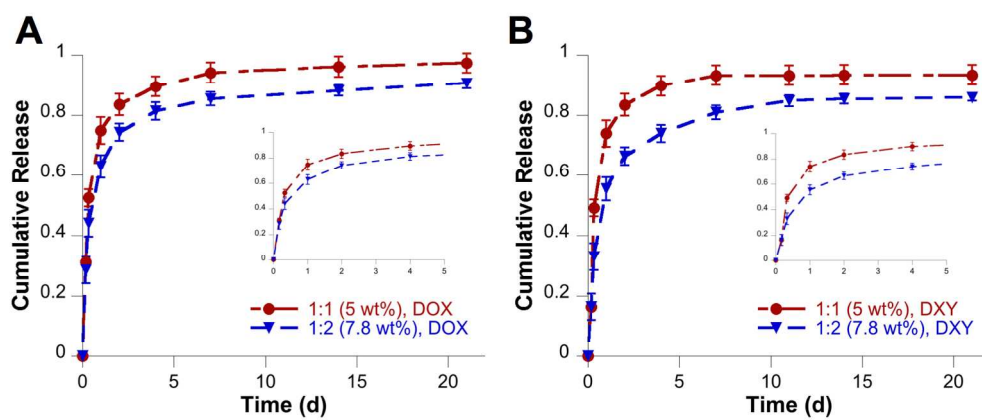 A
Cumulative Release
1
0.8
0.6
0.4
0.2
0
0 5 10 15 20
Time (d)
1
0.8
0.6
0.4
0.2
0
0 1 2 3 4 5
1:1 (5 wt%), DOX
1:2 (7.8 wt%), DOX
B
Cumulative Release
1
0.8
0.6
0.4
0.2
0
0 5 10 15 20
Time (d)
1
0.8
0.6
0.4
0.2
0
0 1 2 3 4 5
1:1 (5 wt%), DXY
1:2 (7.8 wt%), DXY